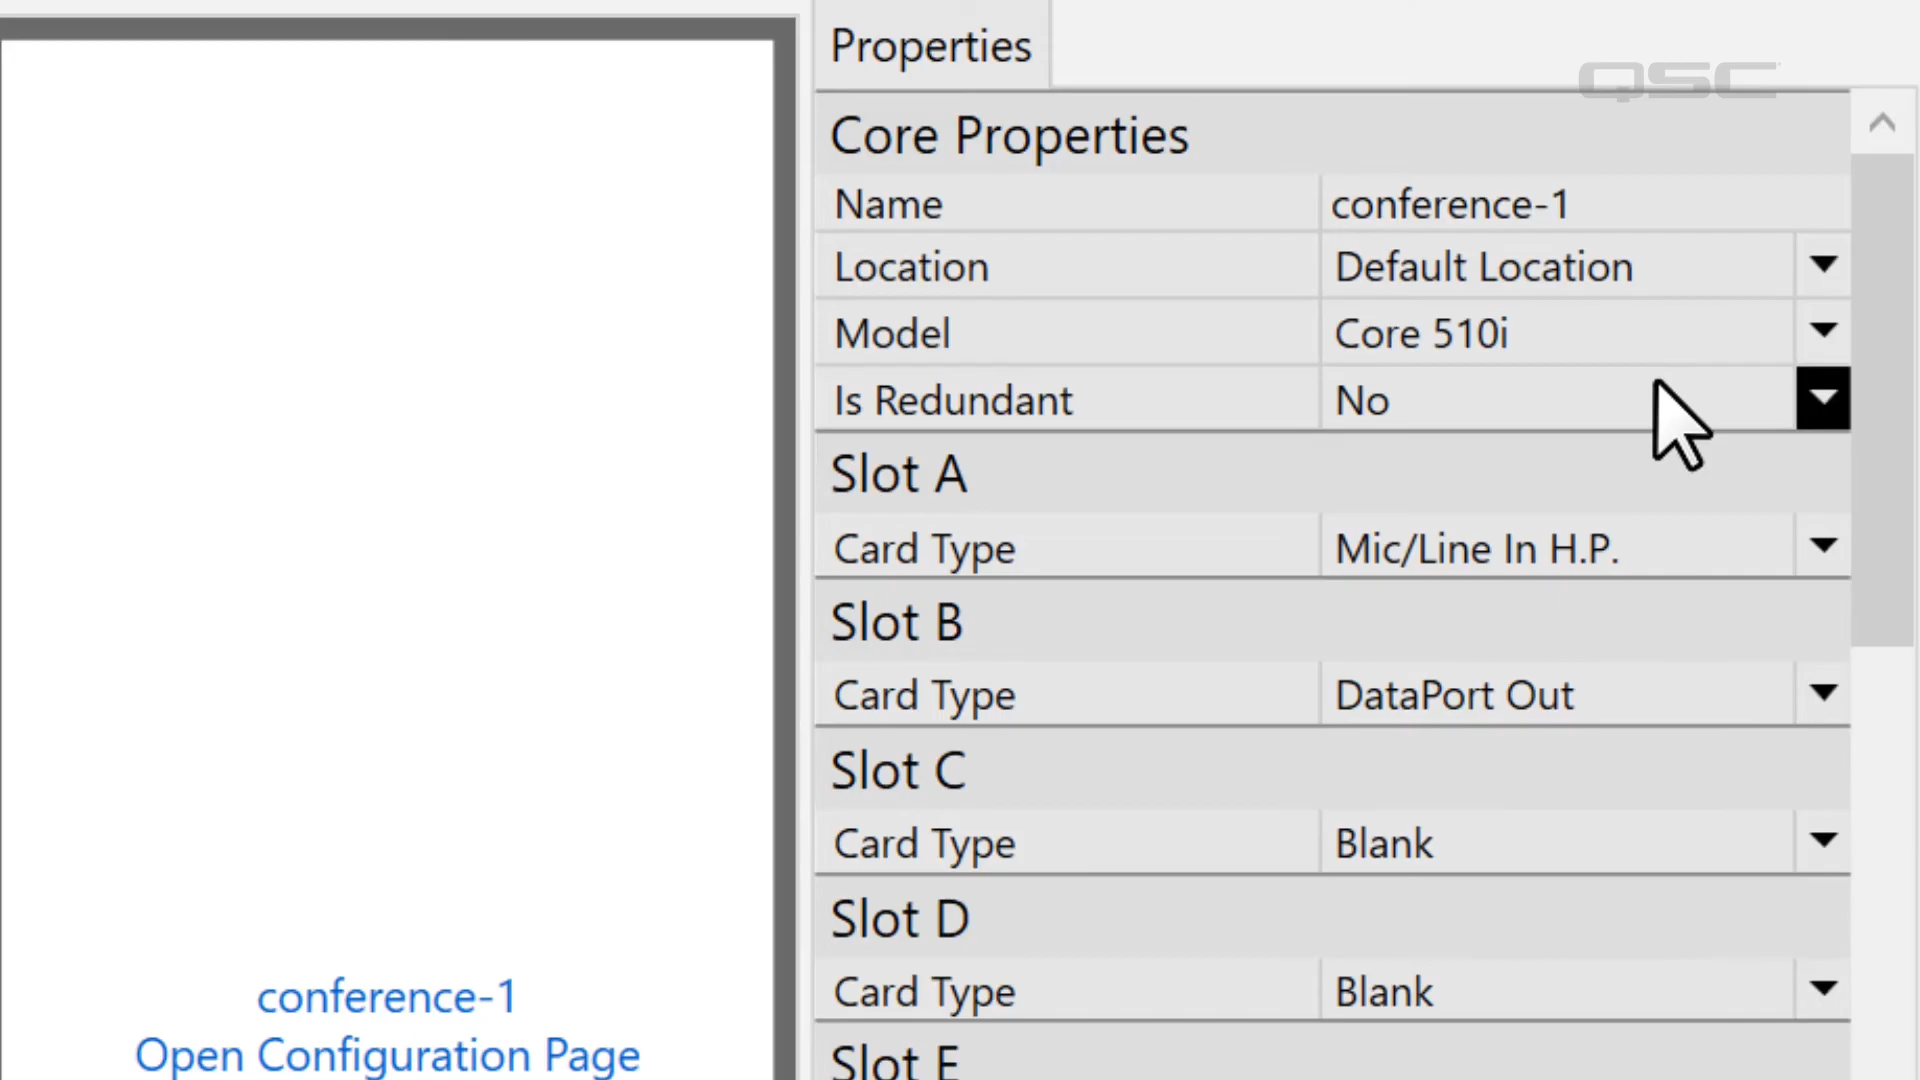 Properties
QSC
Core Properties
Name conference-1
Location Default Location
Model Core 510i
Is Redundant No
Slot A
Card Type Mic/Line In H.P.
Slot B
Card Type DataPort Out
Slot C
Card Type Blank
Slot D
Card Type Blank
Slot E
conference-1
Open Configuration Page